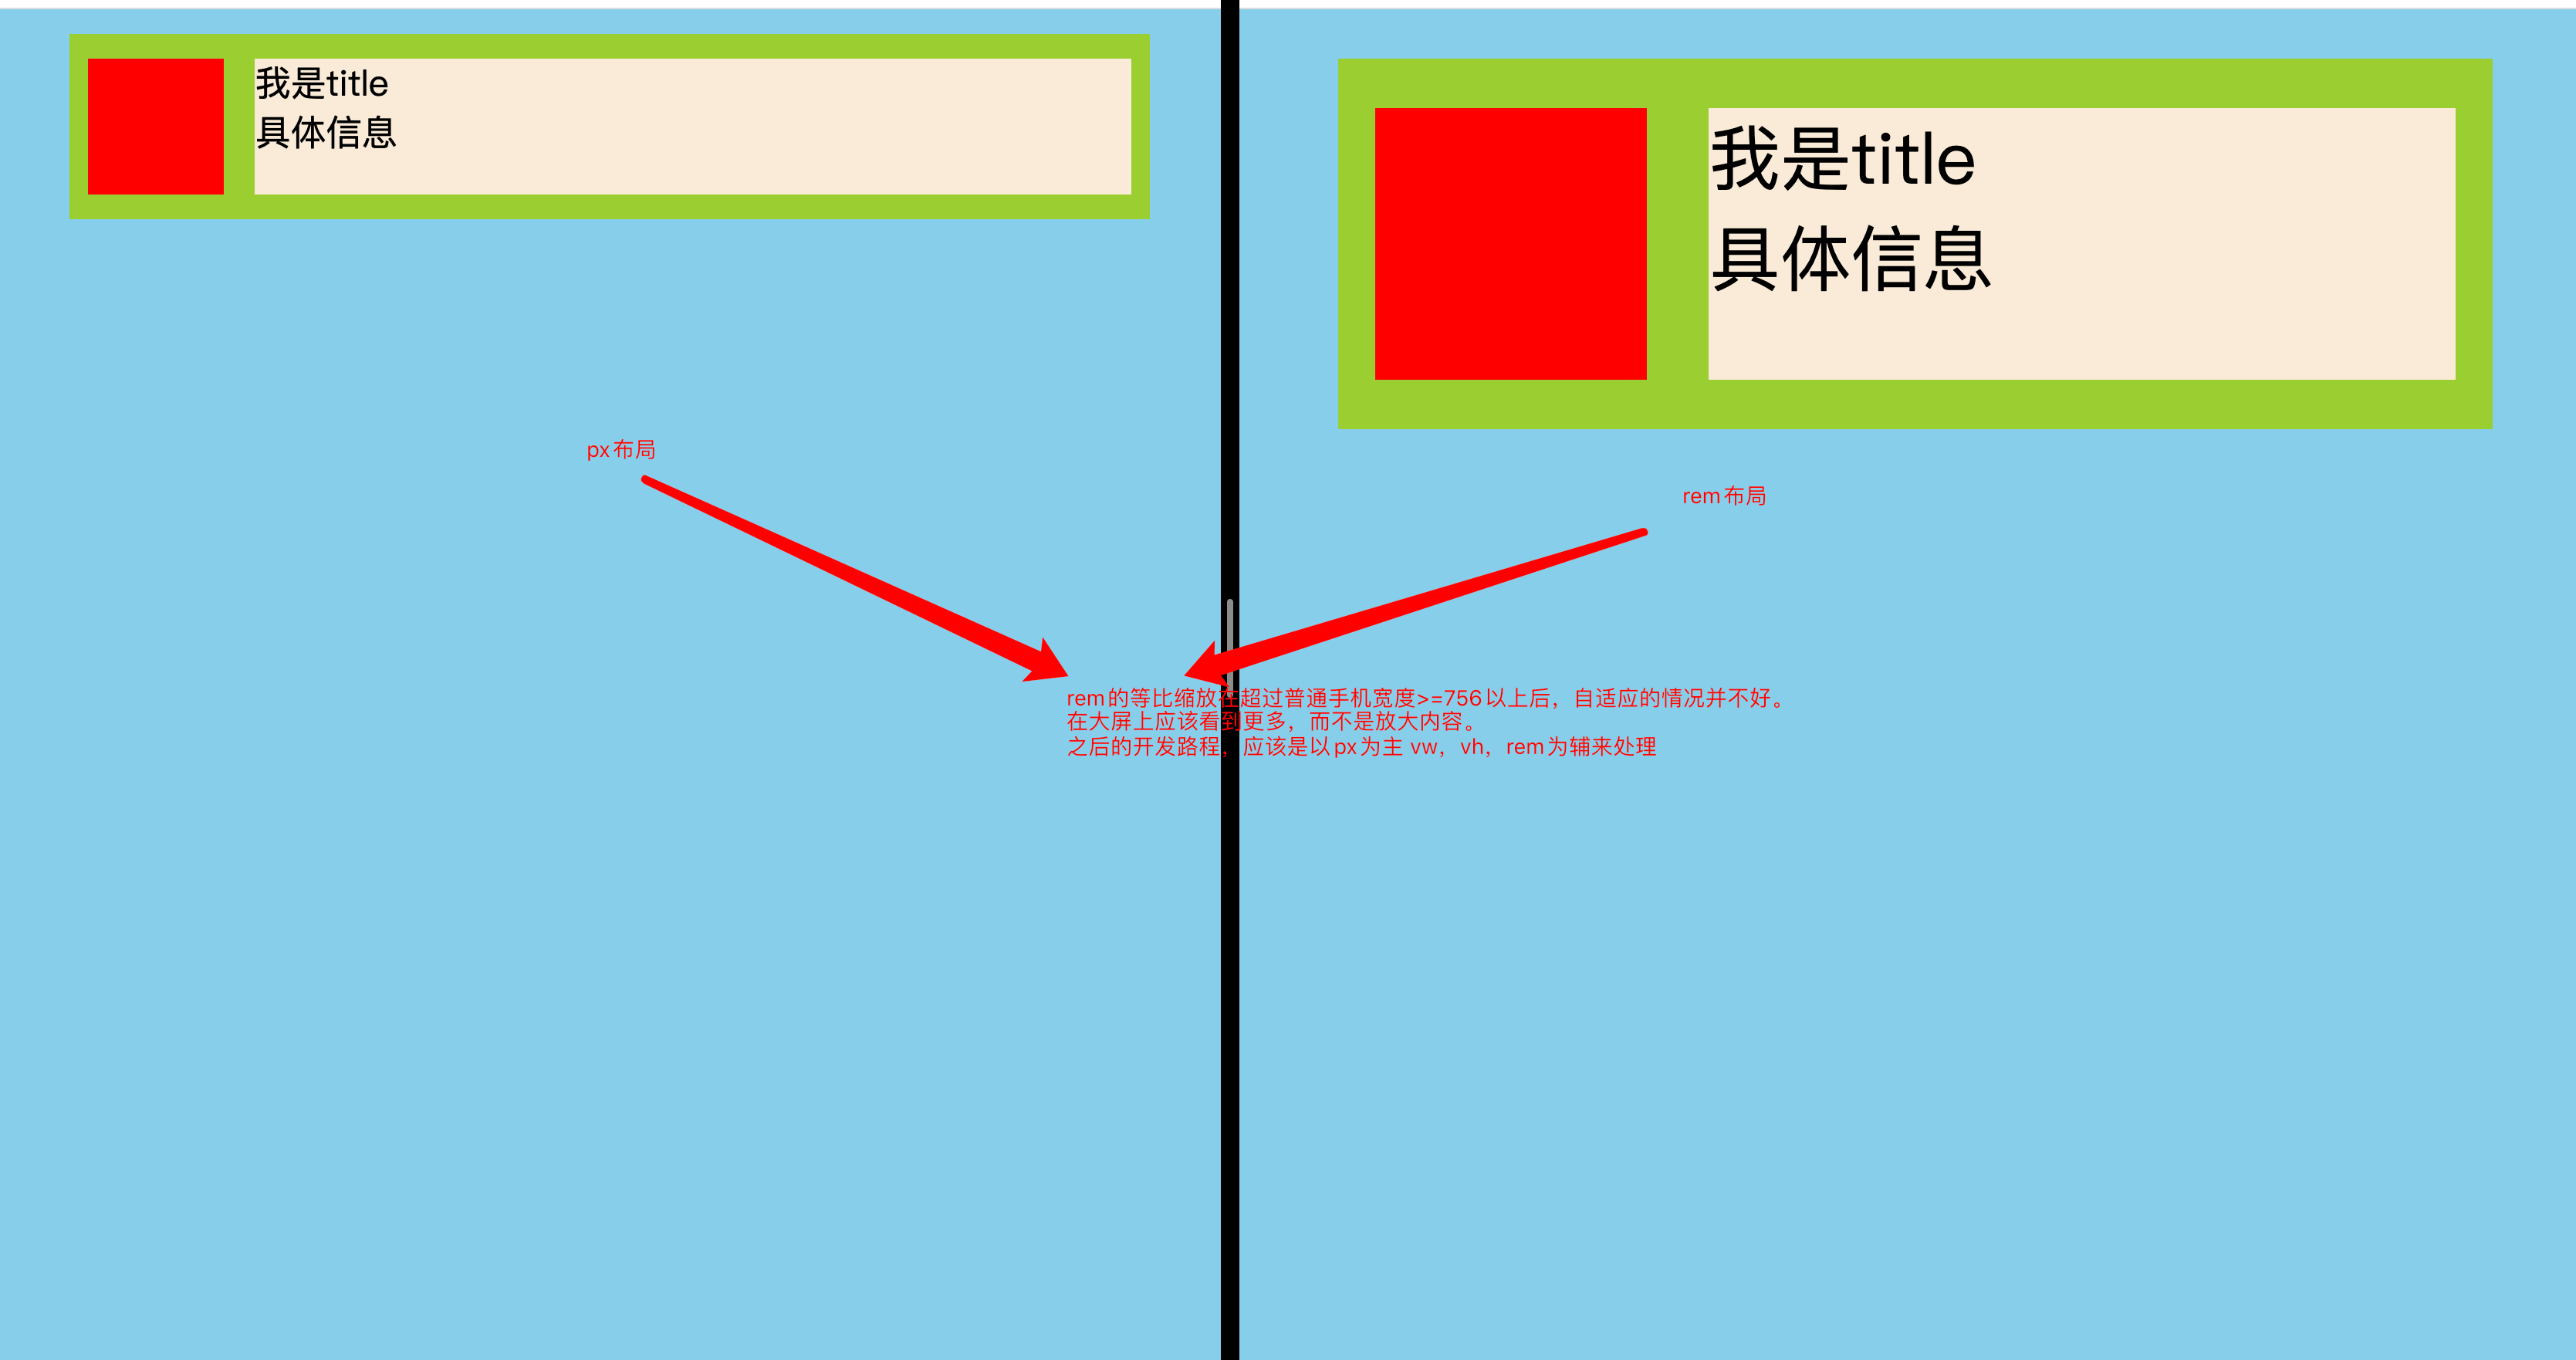 我是title
具体信息
我是title
具体信息
px布局
rem布局
rem的等比缩放在超过普通手机宽度>=756以上后，自适应的情况并不好。
在大屏上应该看到更多，而不是放大内容。
之后的开发路程，应该是以px为主 vw，vh，rem为辅来处理